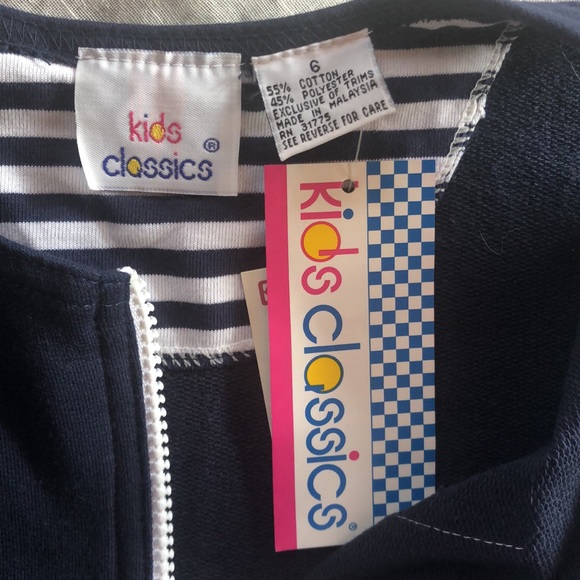 kids
classics®
6
55% COTTON
45% POLYESTER
EXCLUSIVE OF TRIMS
MADE IN MALAYSIA
RN 31775
SEE REVERSE FOR CARE
kids classics®